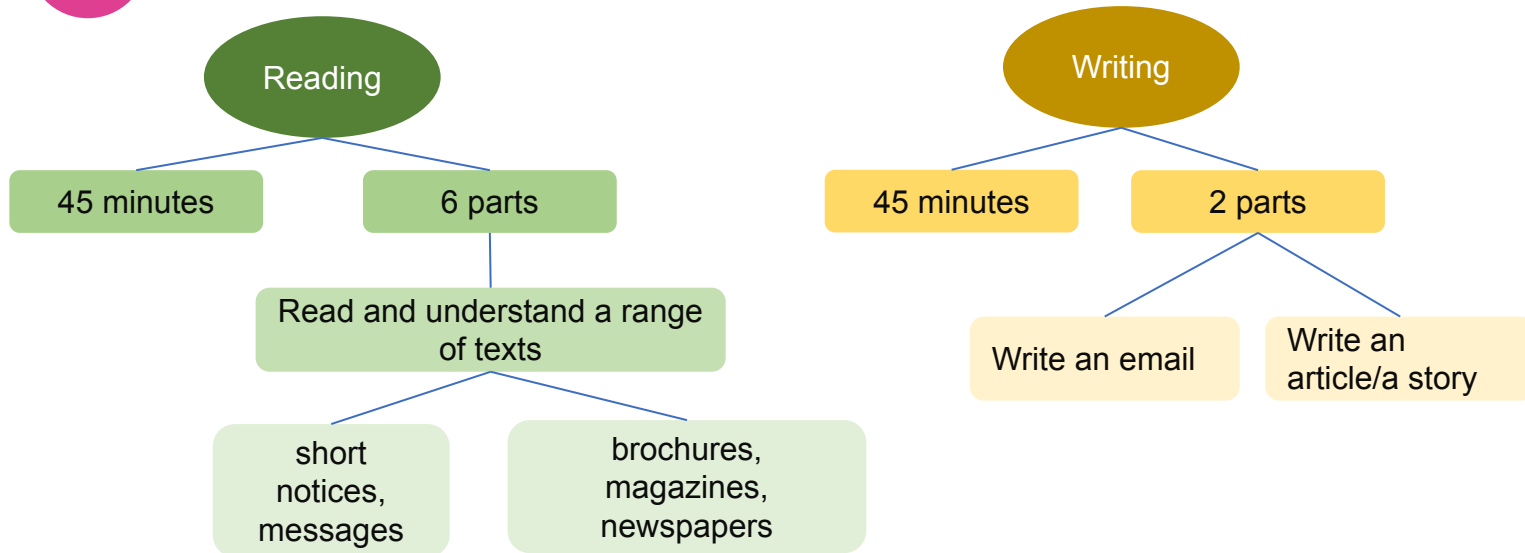 Reading
45 minutes
6 parts
Read and understand a range
of texts
short
notices,
messages
brochures,
magazines,
newspapers
Writing
45 minutes
2 parts
Write an email
Write an
article/a story